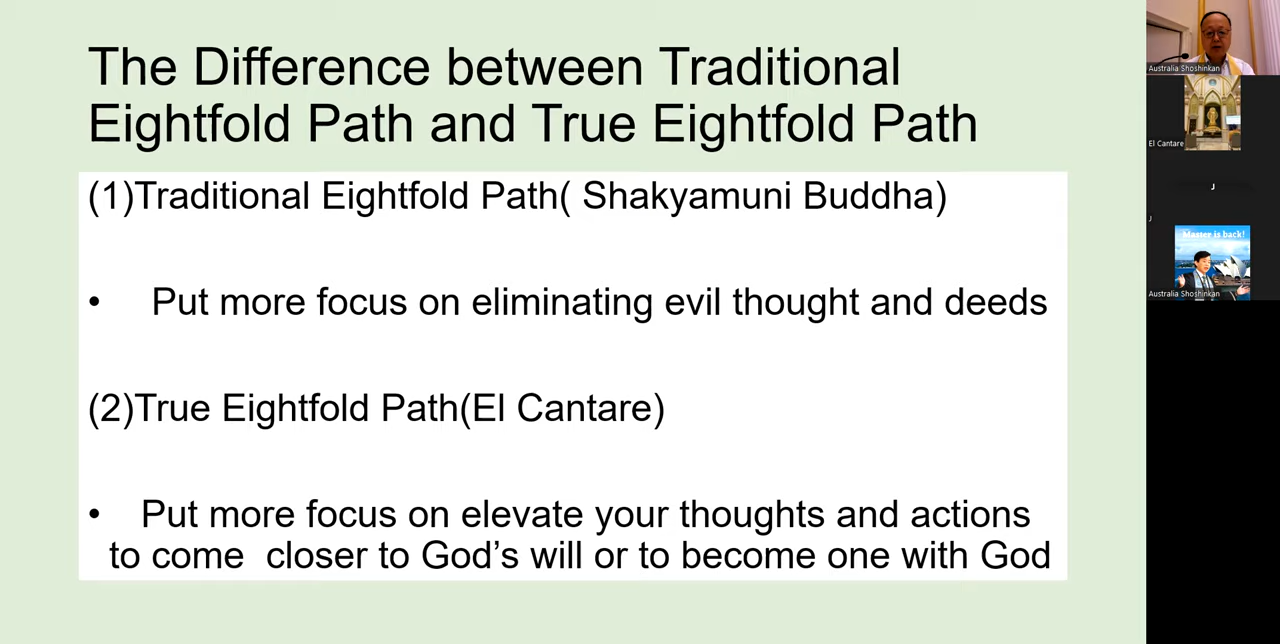 The Difference between Traditional
Eightfold Path and True Eightfold Path
(1)Traditional Eightfold Path( Shakyamuni Buddha)
• Put more focus on eliminating evil thought and deeds
(2)True Eightfold Path(El Cantare)
• Put more focus on elevate your thoughts and actions
to come closer to God's will or to become one with God
Australia Shoshinkan
El Cantare
J
J
Master is back!
Australia Shoshinkan